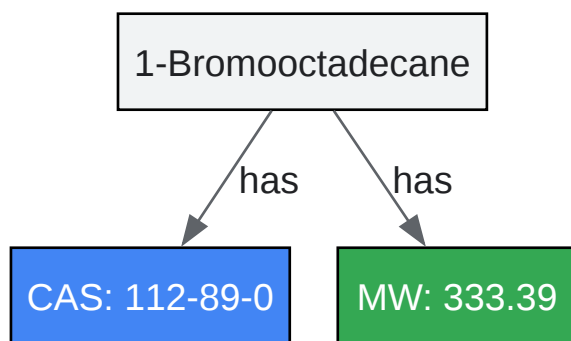 1-Bromooctadecane
has
has
CAS: 112-89-0
MW: 333.39